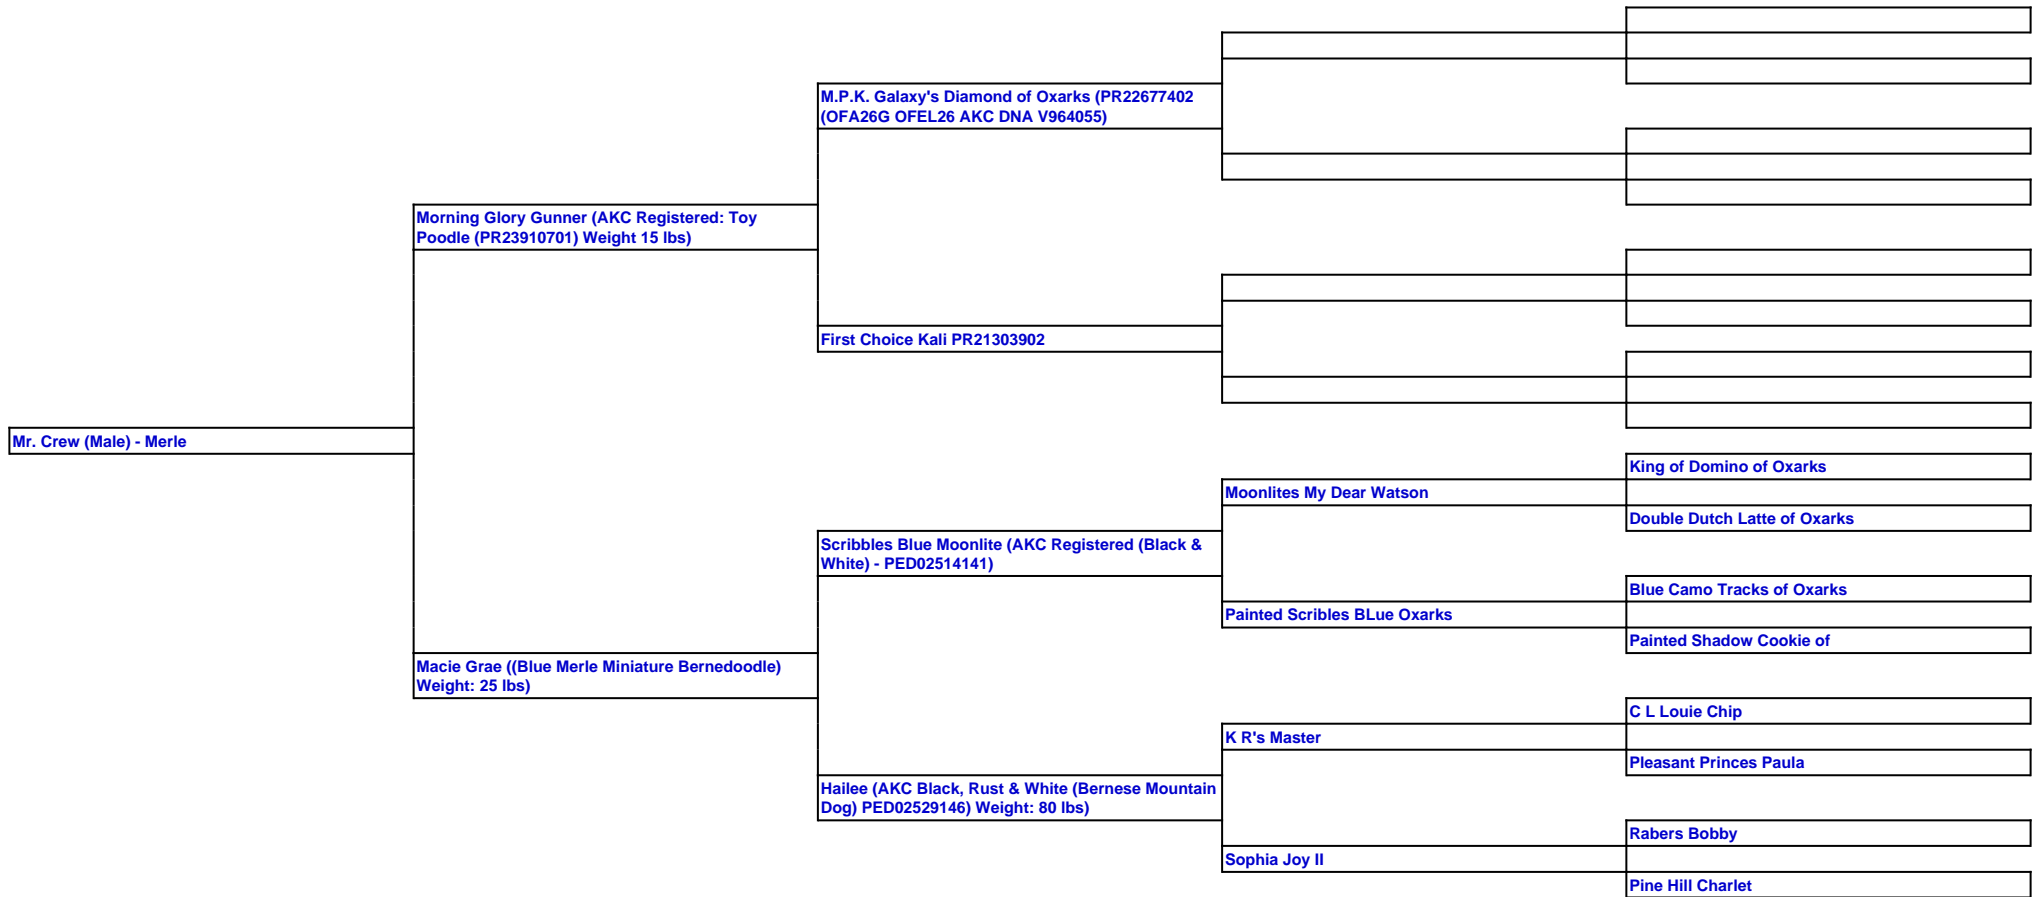 M.P.K. Galaxy's Diamond of Oxarks (PR22677402
(OFA26G OFEL26 AKC DNA V964055)
Morning Glory Gunner (AKC Registered: Toy
Poodle (PR23910701) Weight 15 lbs)
First Choice Kali PR21303902
Mr. Crew (Male) - Merle
King of Domino of Oxarks
Moonlites My Dear Watson
Double Dutch Latte of Oxarks
Scribbles Blue Moonlite (AKC Registered (Black &
White) - PED02514141)
Blue Camo Tracks of Oxarks
Painted Scribles BLue Oxarks
Painted Shadow Cookie of
Macie Grae ((Blue Merle Miniature Bernedoodle)
Weight: 25 lbs)
C L Louie Chip
K R's Master
Pleasant Princes Paula
Hailee (AKC Black, Rust & White (Bernese Mountain
Dog) PED02529146) Weight: 80 lbs)
Rabers Bobby
Sophia Joy II
Pine Hill Charlet